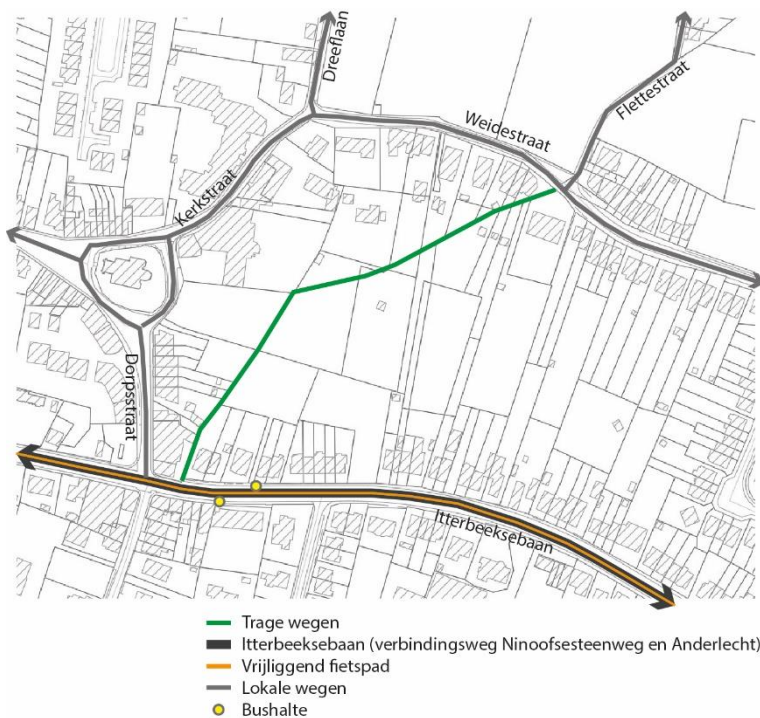 Dreeflaan
Weidestraat
Flettestraat
Kerkstraat
Dorpsstraat
Itterbeeksebaan
Trage wegen
Itterbeeksebaan (verbindingsweg Ninoofsesteenweg en Anderlecht)
Vrijliggend fietspad
Lokale wegen
Bushalte